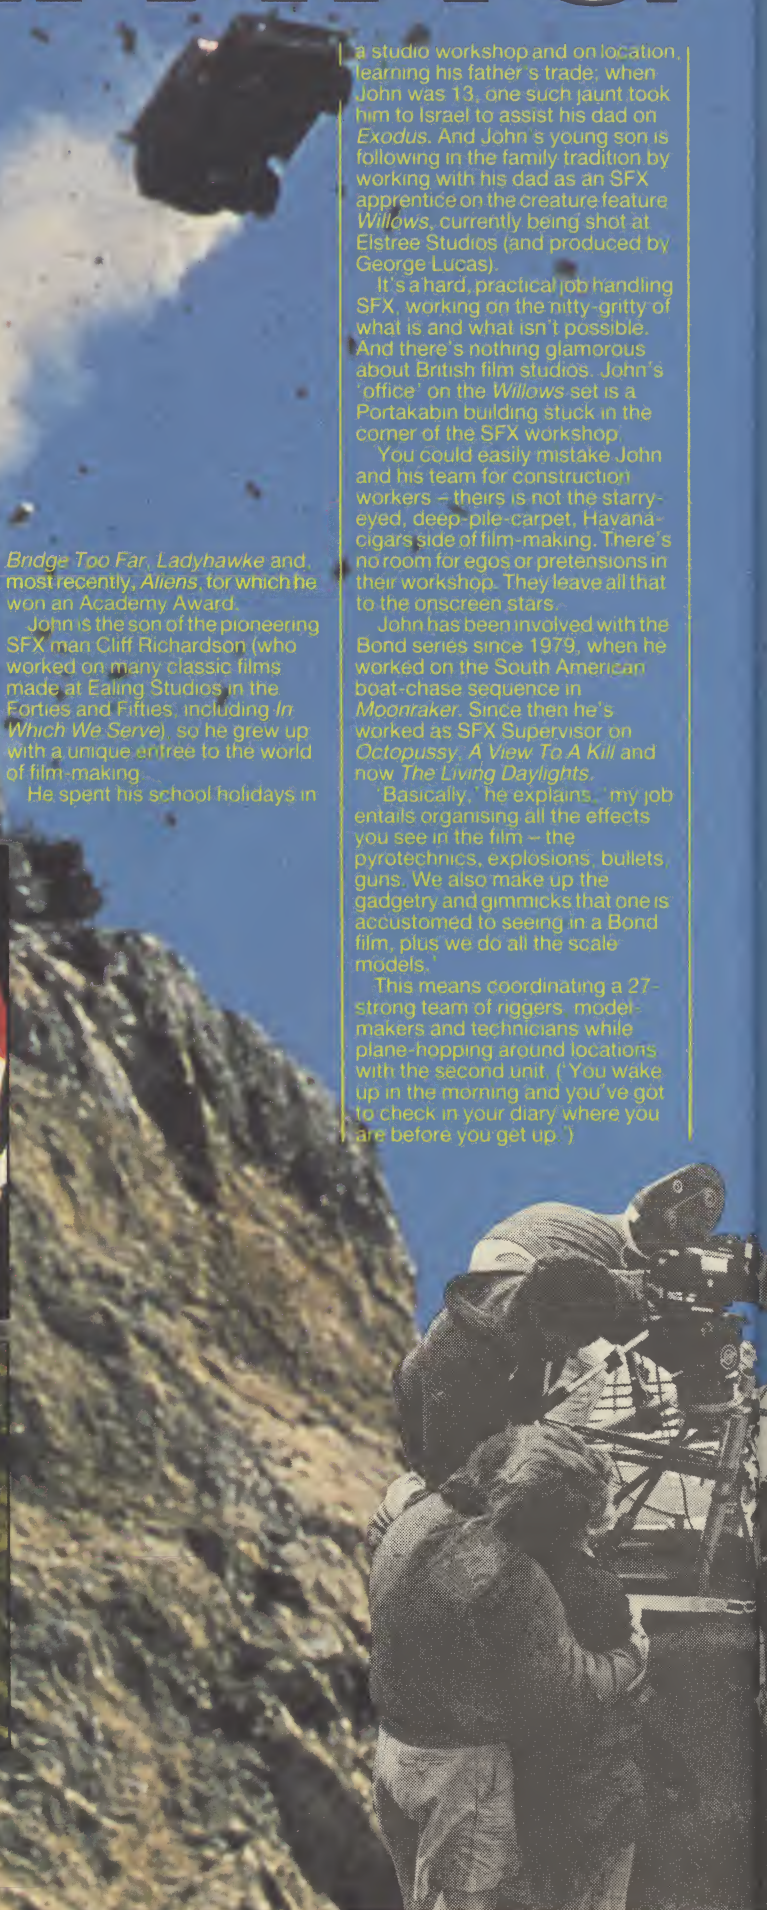 Bridge Too Far, Ladyhawke and,
most recently, Aliens, for which he
won an Academy Award.
John is the son of the pioneering
SFX man Cliff Richardson (who
worked on many classic films
made at Ealing Studios in the
Forties and Fifties, including In
Which We Serve), so he grew up
with a unique entree to the world
of film-making.
He spent his school holidays in
a studio workshop and on location,
learning his father's trade; when
John was 13, one such jaunt took
him to Israel to assist his dad on
Exodus. And John's young son is
following in the family tradition by
working with his dad as an SFX
apprentice on the creature feature
Willows, currently being shot at
Elstree Studios (and produced by
George Lucas).
It's a hard, practical job handling
SFX, working on the nitty-gritty of
what is and what isn't possible.
And there's nothing glamorous
about British film studios. John's
'office' on the Willows set is a
Portakabin building stuck in the
corner of the SFX workshop.
You could easily mistake John
and his team for construction
workers – theirs is not the starry-
eyed, deep-pile-carpet, Havana-
cigars side of film-making. There's
no room for egos or pretensions in
their workshop. They leave all that
to the onscreen stars.
John has been involved with the
Bond series since 1979, when he
worked on the South American
boat-chase sequence in
Moonraker. Since then he's
worked as SFX Supervisor on
Octopussy, A View To A Kill and
now The Living Daylights.
'Basically,' he explains, 'my job
entails organising all the effects
you see in the film – the
pyrotechnics, explosions, bullets,
guns. We also make up the
gadgetry and gimmicks that one is
accustomed to seeing in a Bond
film, plus we do all the scale
models.'
This means coordinating a 27-
strong team of riggers, model-
makers and technicians while
plane-hopping around locations
with the second unit. ('You wake
up in the morning and you've got
to check in your diary where you
are before you get up.')